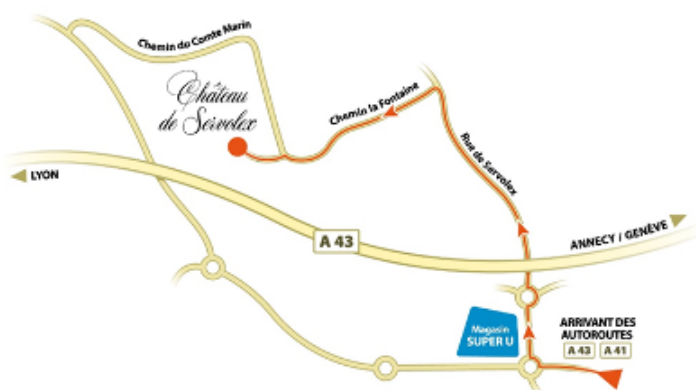 Chemin du Comte Marin
Château
de Servolex
Chemin la Fontaine
Rue de Servolex
LYON
A 43
ANNECY / GENÈVE
Magasin
SUPER U
ARRIVANT DES
AUTOROUTES
A 43 A 41